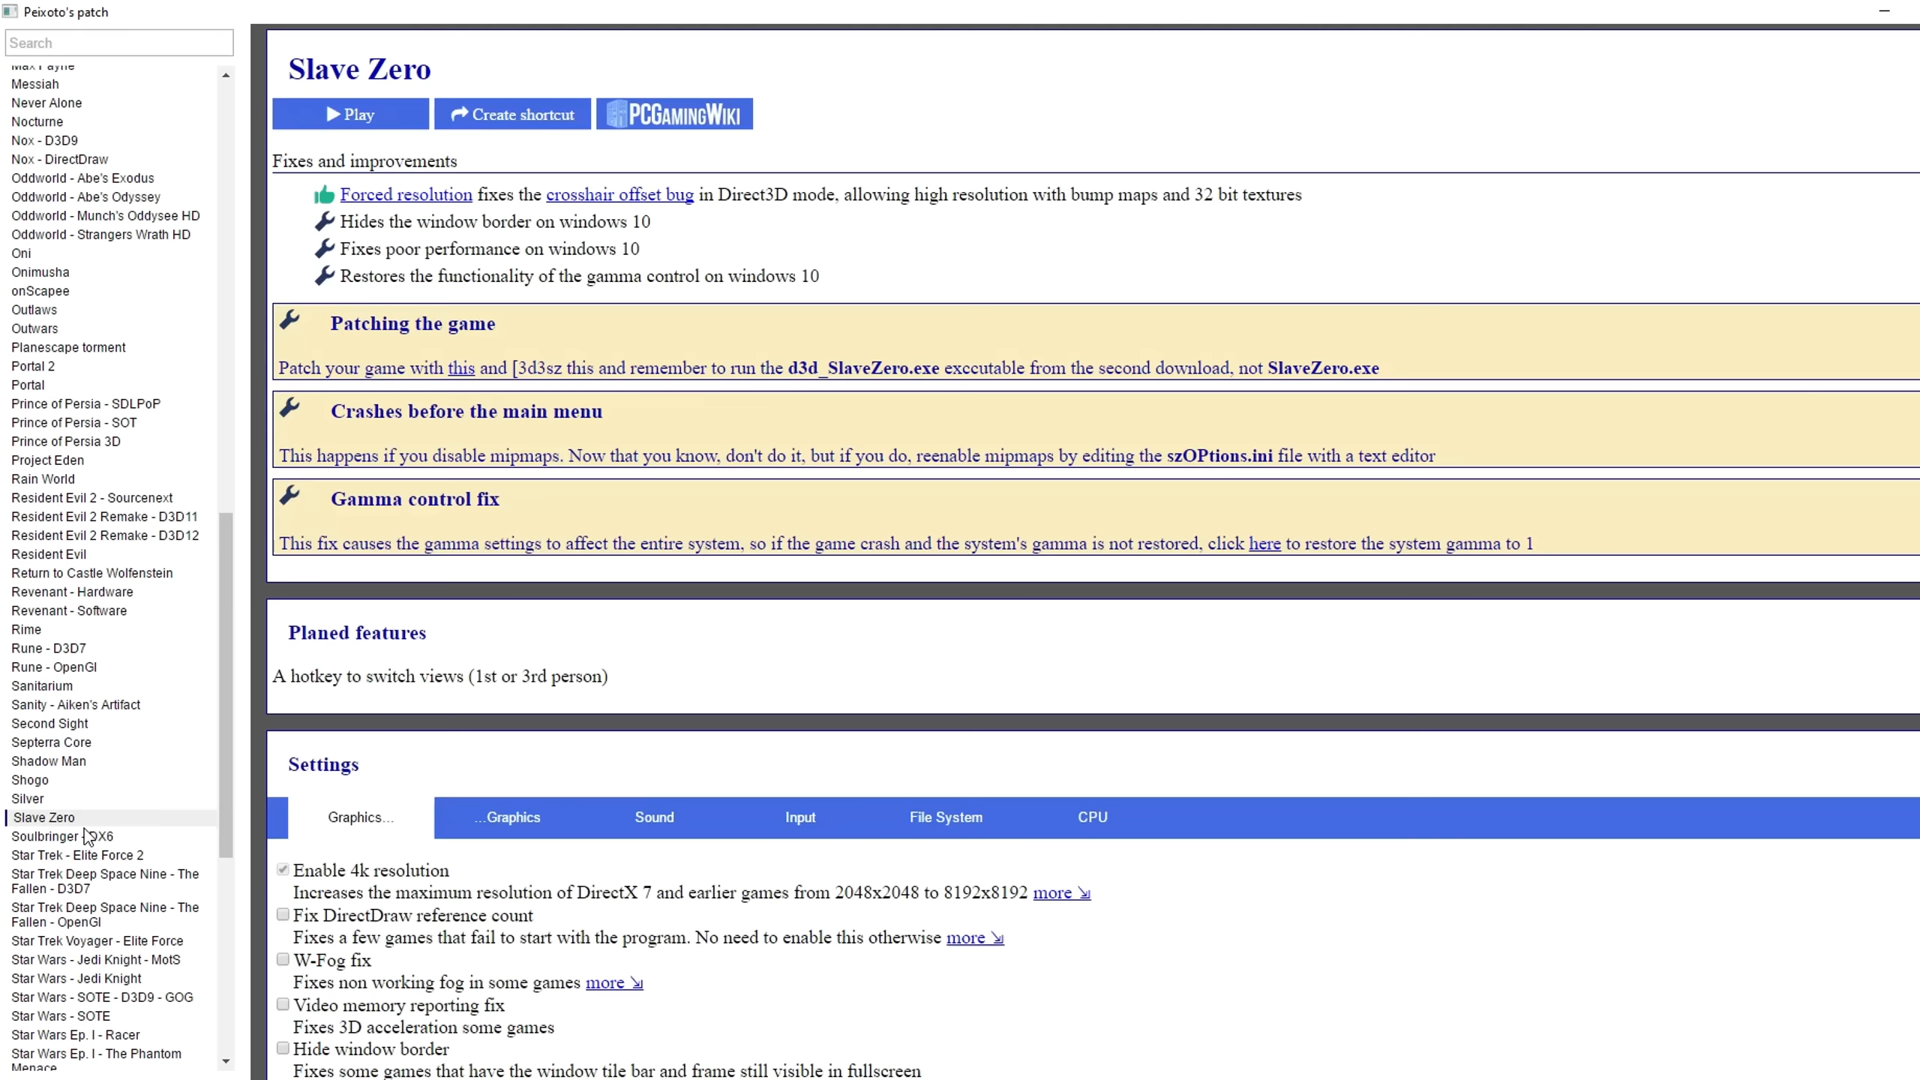 Peixoto's patch
Search
Max Payne
Messiah
Never Alone
Nocturne
Nox - D3D9
Nox - DirectDraw
Oddworld - Abe's Exodus
Oddworld - Abe's Odyssey
Oddworld - Munch's Oddysee HD
Oddworld - Strangers Wrath HD
Oni
Onimusha
onScapee
Outlaws
Outwars
Planescape torment
Portal 2
Portal
Prince of Persia - SDLPoP
Prince of Persia - SOT
Prince of Persia 3D
Project Eden
Rain World
Resident Evil 2 - Sourcenext
Resident Evil 2 Remake - D3D11
Resident Evil 2 Remake - D3D12
Resident Evil
Return to Castle Wolfenstein
Revenant - Hardware
Revenant - Software
Rime
Rune - D3D7
Rune - OpenGl
Sanitarium
Sanity - Aiken's Artifact
Second Sight
Septerra Core
Shadow Man
Shogo
Silver
Slave Zero
Soulbringer - DX6
Star Trek - Elite Force 2
Star Trek Deep Space Nine - The
Fallen - D3D7
Star Trek Deep Space Nine - The
Fallen - OpenGl
Star Trek Voyager - Elite Force
Star Wars - Jedi Knight - MotS
Star Wars - Jedi Knight
Star Wars - SOTE - D3D9 - GOG
Star Wars - SOTE
Star Wars Ep. I - Racer
Star Wars Ep. I - The Phantom
Menace
Slave Zero
Play
Create shortcut
PCGamingWiki
Fixes and improvements
Forced resolution fixes the crosshair offset bug in Direct3D mode, allowing high resolution with bump maps and 32 bit textures
Hides the window border on windows 10
Fixes poor performance on windows 10
Restores the functionality of the gamma control on windows 10
Patching the game
Patch your game with this and [3d3sz this and remember to run the d3d_SlaveZero.exe exccutable from the second download, not SlaveZero.exe
Crashes before the main menu
This happens if you disable mipmaps. Now that you know, don't do it, but if you do, reenable mipmaps by editing the szOPtions.ini file with a text editor
Gamma control fix
This fix causes the gamma settings to affect the entire system, so if the game crash and the system's gamma is not restored, click here to restore the system gamma to 1
Planed features
A hotkey to switch views (1st or 3rd person)
Settings
Graphics...
...Graphics
Sound
Input
File System
CPU
Enable 4k resolution
Increases the maximum resolution of DirectX 7 and earlier games from 2048x2048 to 8192x8192 more ⇲
Fix DirectDraw reference count
Fixes a few games that fail to start with the program. No need to enable this otherwise more ⇲
W-Fog fix
Fixes non working fog in some games more ⇲
Video memory reporting fix
Fixes 3D acceleration some games
Hide window border
Fixes some games that have the window tile bar and frame still visible in fullscreen